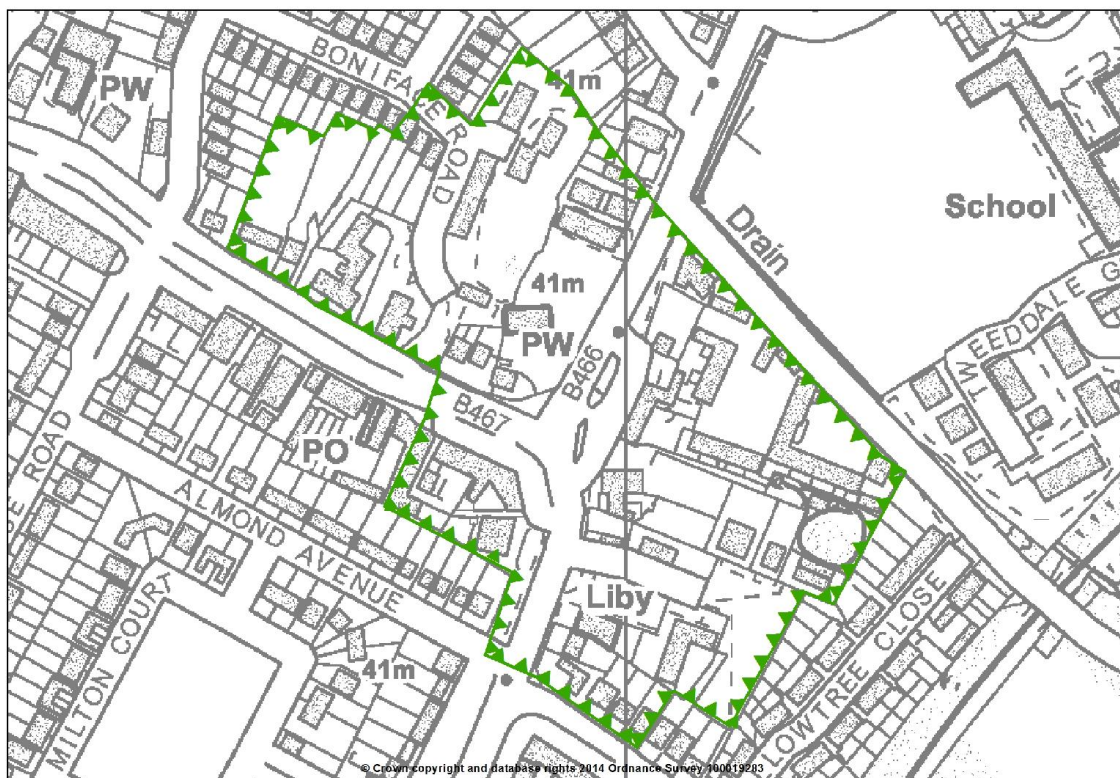 BONIFACE ROAD
PW
41m
School
Drain
TWEEDDALE G
41m
PW
B466
B467
PO
ROAD
ALMOND AVENUE
MILTON COURT
Liby
41m
LOWTREE CLOSE
© Crown copyright and database rights 2014 Ordnance Survey 100019283